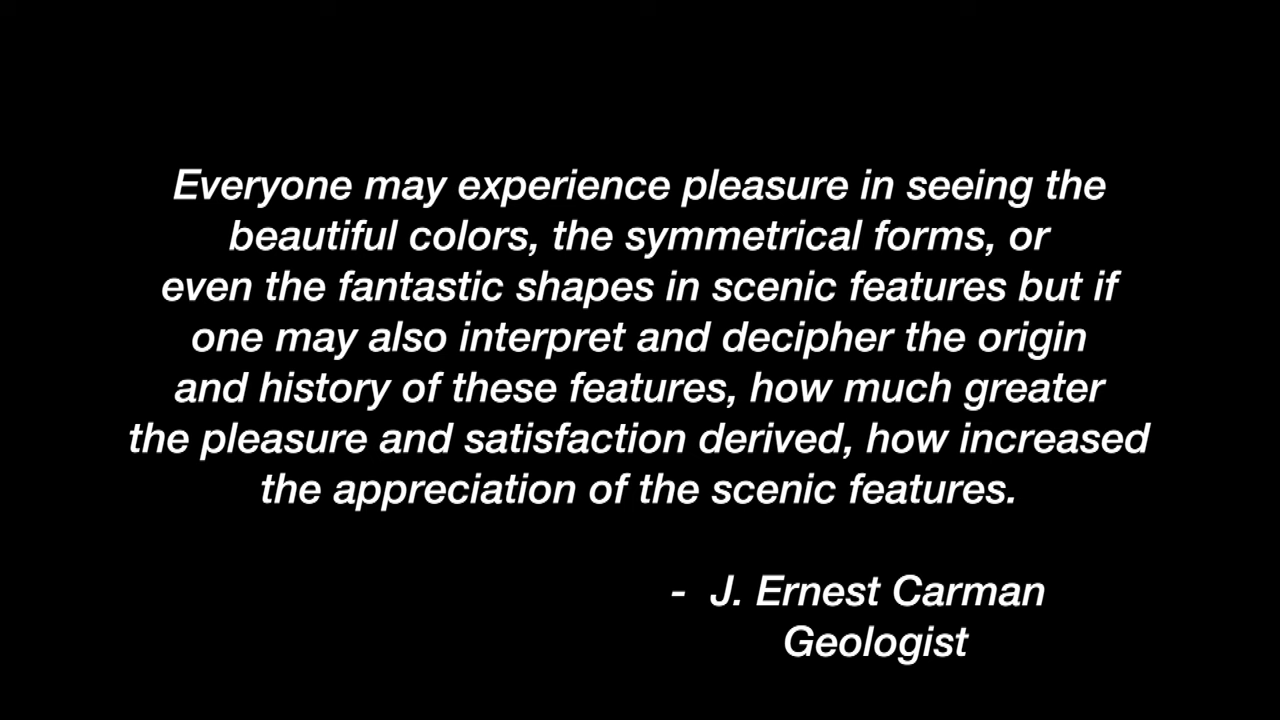 Everyone may experience pleasure in seeing the
beautiful colors, the symmetrical forms, or
even the fantastic shapes in scenic features but if
one may also interpret and decipher the origin
and history of these features, how much greater
the pleasure and satisfaction derived, how increased
the appreciation of the scenic features.
- J. Ernest Carman
Geologist